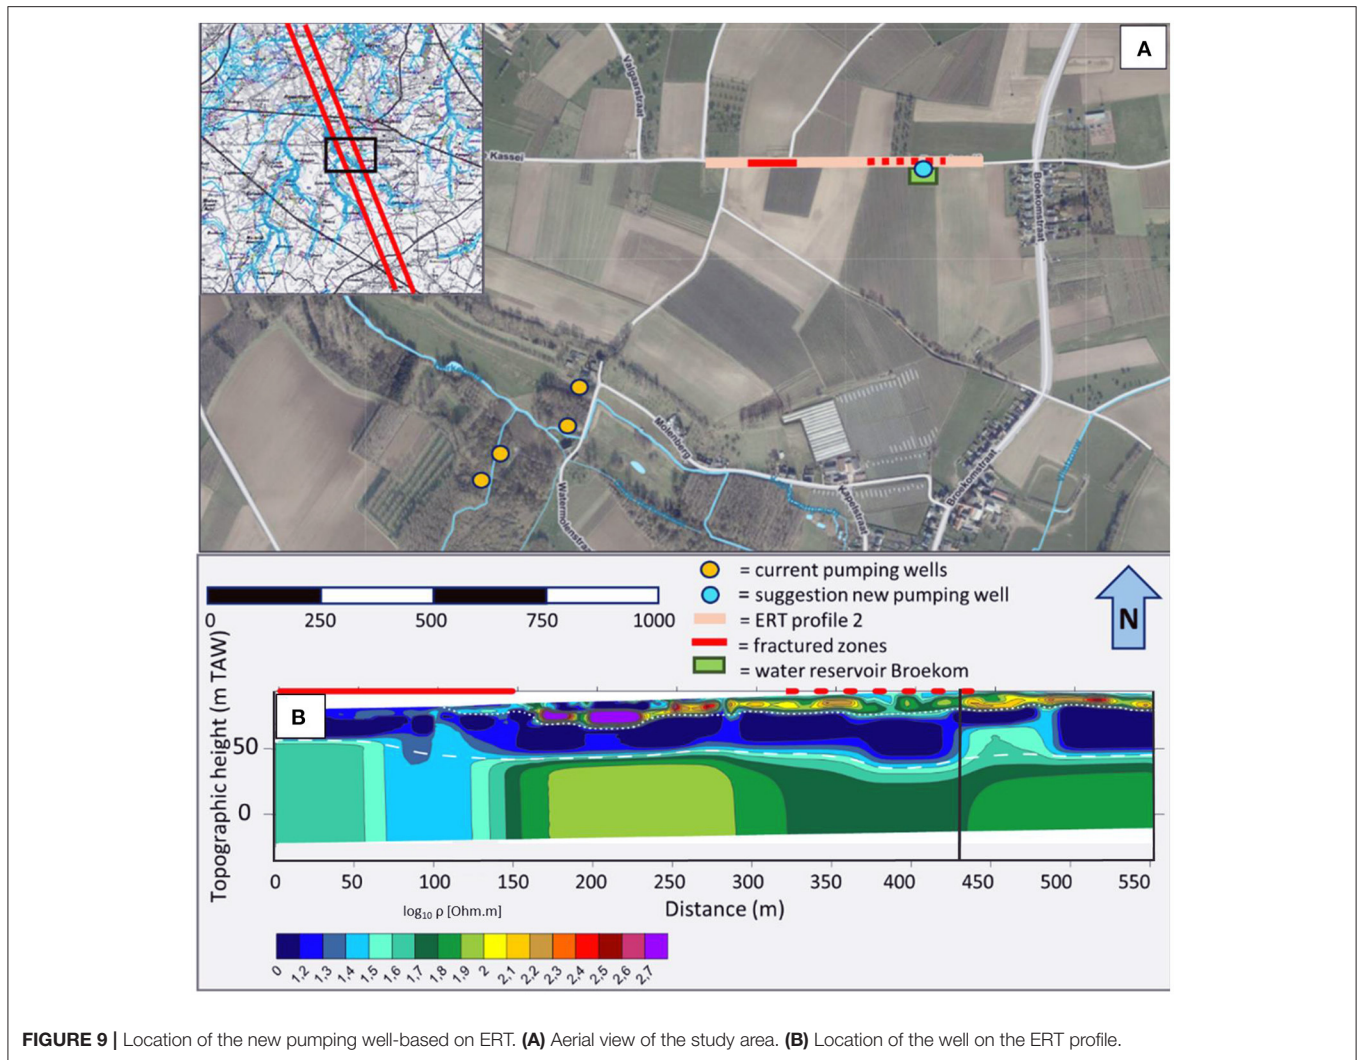 A
Valgaarstraat
Kassei
Broekomstraat
Molenberg
Watermolenstraa
Kapelstraat
Broekomstraat
= current pumping wells
= suggestion new pumping well
= ERT profile 2
= fractured zones
= water reservoir Broekom
N
0 250 500 750 1000
Topographic height (m TAW)
B
50
0
0 50 100 150 200 250 300 350 400 450 500 550
log10 ρ [Ohm.m]
Distance (m)
0 1,2 1,3 1,4 1,5 1,6 1,7 1,8 1,9 2 2,1 2,2 2,3 2,4 2,5 2,6 2,7
FIGURE 9 | Location of the new pumping well-based on ERT. (A) Aerial view of the study area. (B) Location of the well on the ERT profile.